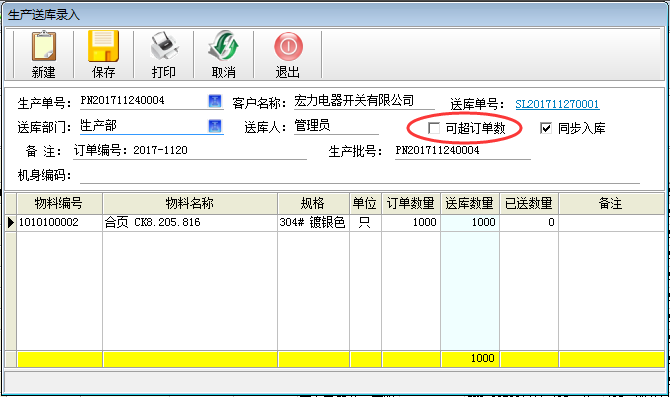 生产送库录入
新建 保存 打印 取消 退出
生产单号： PN201711240004 客户名称： 宏力电器开关有限公司 送库单号： SL201711270001
送库部门： 生产部 送库人： 管理员 可超订单数 同步入库
备 注： 订单编号：2017-1120 生产批号： PN201711240004
机身编码：
物料编号 物料名称 规格 单位 订单数量 送库数量 已送数量 备注
1010100002 合页 CK8.205.816 304# 镀银色 只 1000 1000 0
1000